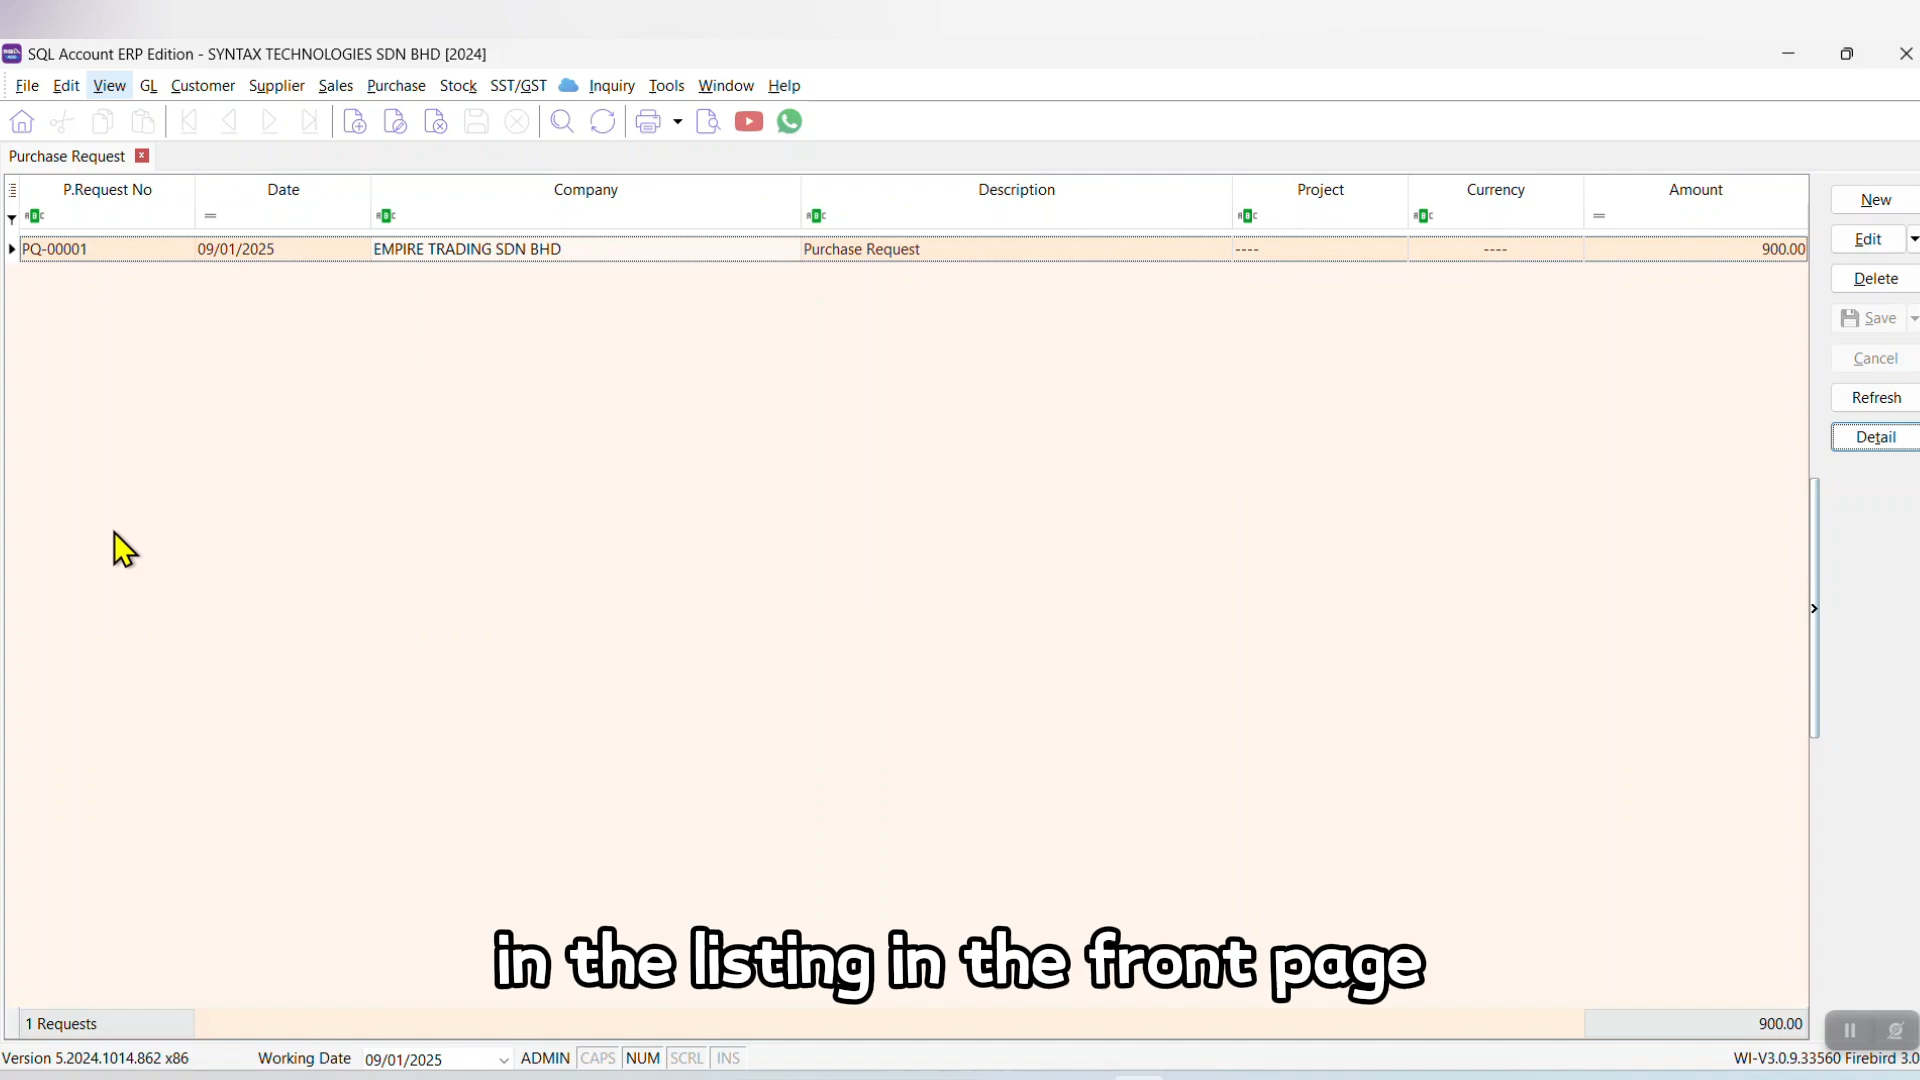 SQL Account ERP Edition - SYNTAX TECHNOLOGIES SDN BHD [2024]
File Edit View GL Customer Supplier Sales Purchase Stock SST/GST Inquiry Tools Window Help
Purchase Request
P.Request No Date Company Description Project Currency Amount
PQ-00001 09/01/2025 EMPIRE TRADING SDN BHD Purchase Request ---- ---- 900.00
New
Edit
Delete
Save
Cancel
Refresh
Detail
in the listing in the front page
1 Requests 900.00
Version 5.2024.1014.862 x86 Working Date 09/01/2025 ADMIN CAPS NUM SCRL INS WI-V3.0.9.33560 Firebird 3.0